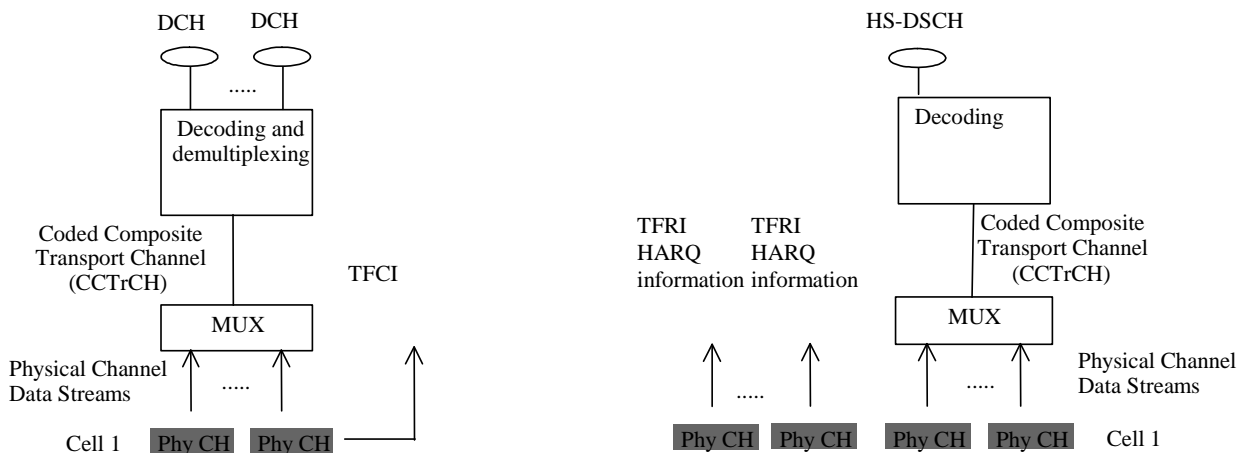 DCH DCH
.....
Decoding and
demultiplexing
Coded Composite
Transport Channel
(CCTrCH)
TFCI
MUX
Physical Channel
Data Streams
.....
Cell 1 Phy CH Phy CH
HS-DSCH
Decoding
TFRI
HARQ
information
TFRI
HARQ
information
Coded Composite
Transport Channel
(CCTrCH)
MUX
Physical Channel
Data Streams
.....
.....
Phy CH Phy CH Phy CH Phy CH Cell 1